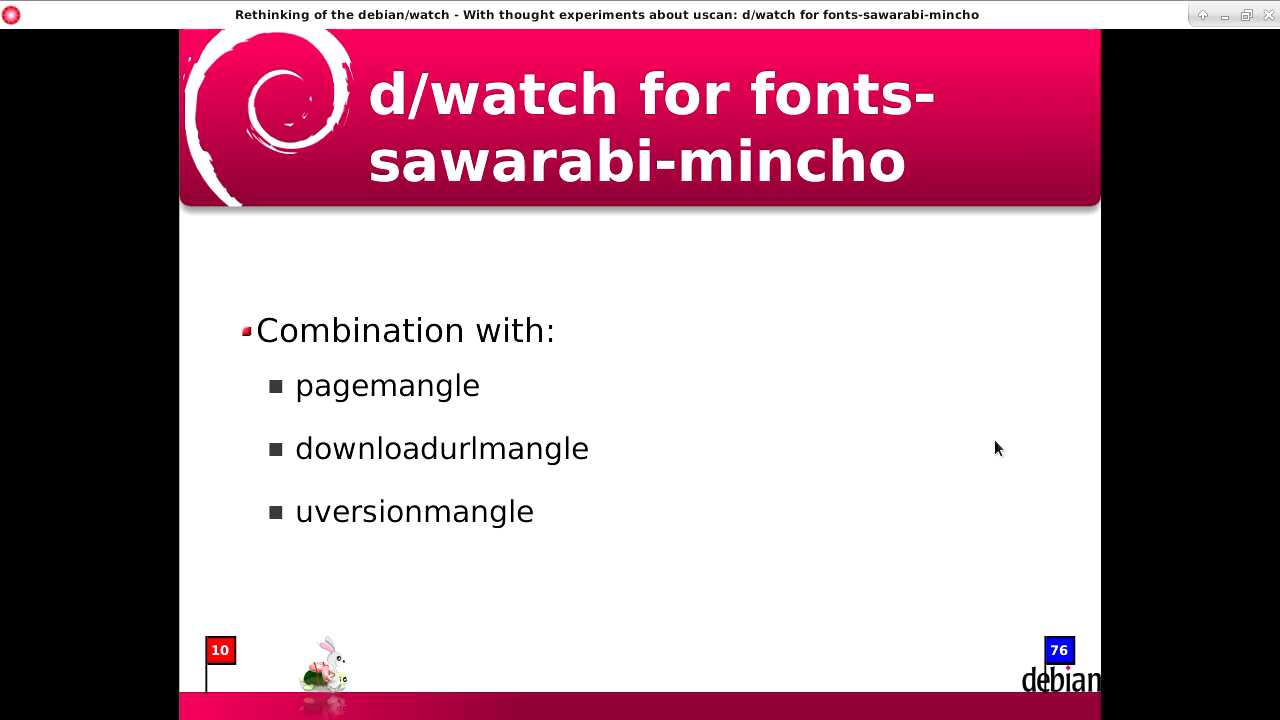 Rethinking of the debian/watch - With thought experiments about uscan: d/watch for fonts-sawarabi-mincho
d/watch for fonts-
sawarabi-mincho
Combination with:
pagemangle
downloadurlmangle
uversionmangle
10
76
debian